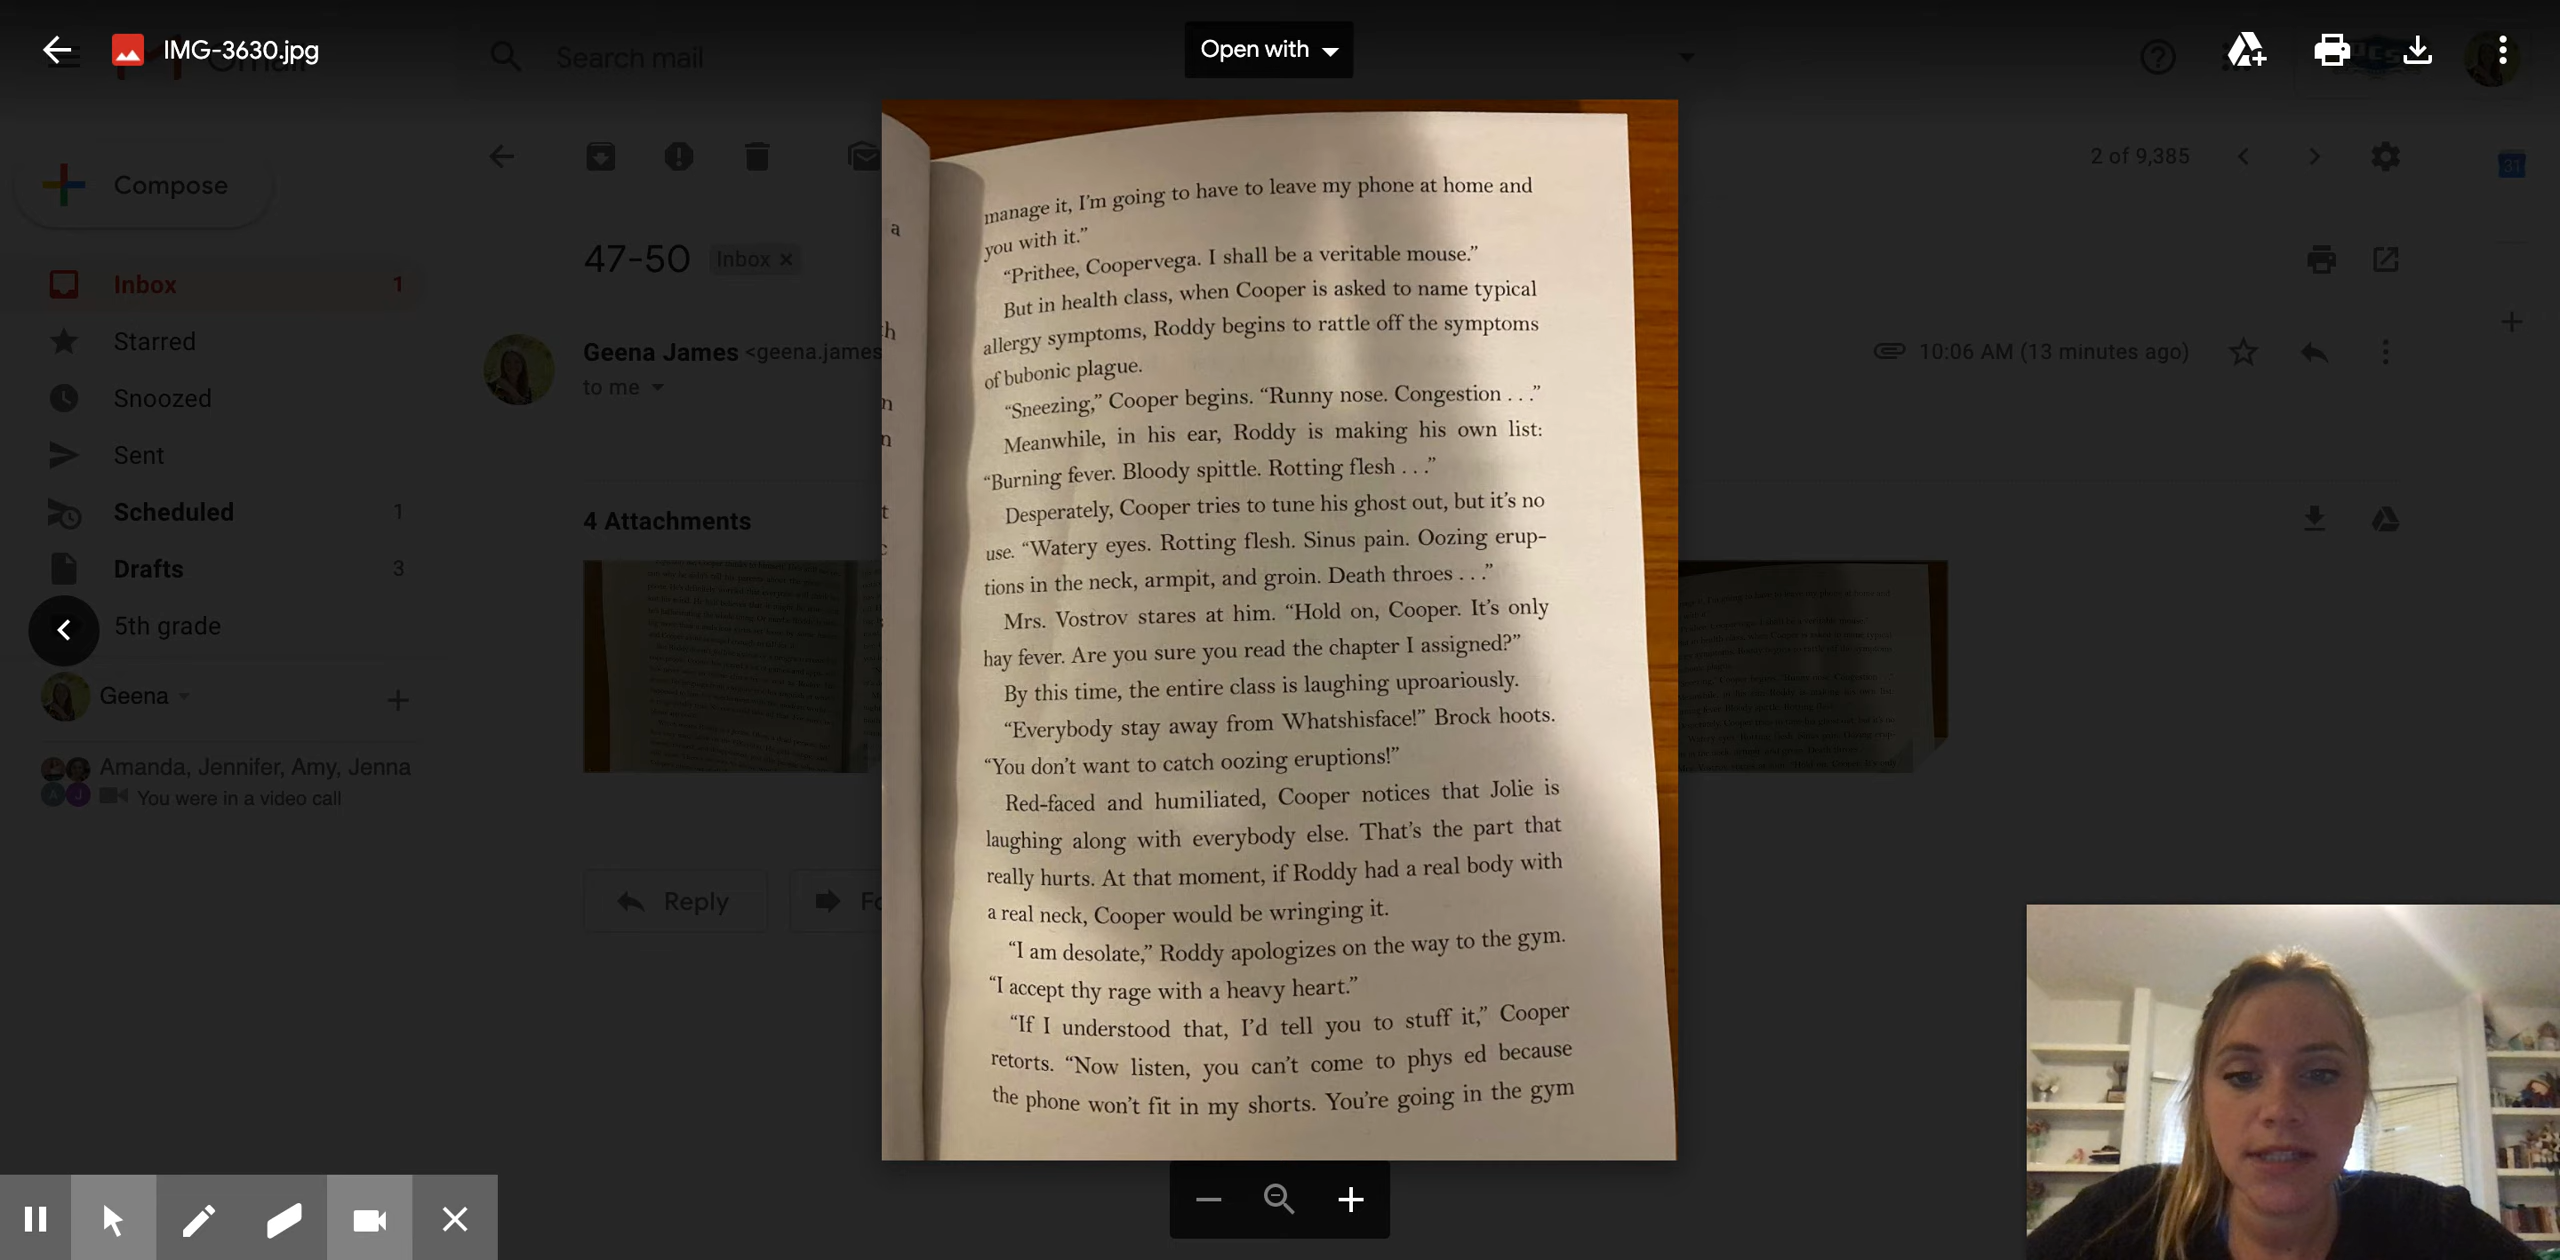 IMG-3630.jpg
Search mail
Open with
Compose
2 of 9,385
31
47-50
Inbox ×
Inbox
1
Starred
Snoozed
Sent
Scheduled
1
Drafts
3
5th grade
Geena
Amanda, Jennifer, Amy, Jenna
A
J
You were in a video call
Geena James <geena.james
to me
10:06 AM (13 minutes ago)
4 Attachments
Reply
Fo
a
h
n
n
t
c
manage it, I'm going to have to leave my phone at home and
you with it."
"Prithee, Coopervega. I shall be a veritable mouse."
But in health class, when Cooper is asked to name typical
allergy symptoms, Roddy begins to rattle off the symptoms
of bubonic plague.
"Sneezing," Cooper begins. "Runny nose. Congestion . . ."
Meanwhile, in his ear, Roddy is making his own list:
"Burning fever. Bloody spittle. Rotting flesh . . ."
Desperately, Cooper tries to tune his ghost out, but it's no
use. "Watery eyes. Rotting flesh. Sinus pain. Oozing erup-
tions in the neck, armpit, and groin. Death throes . . ."
Mrs. Vostrov stares at him. "Hold on, Cooper. It's only
hay fever. Are you sure you read the chapter I assigned?"
By this time, the entire class is laughing uproariously.
"Everybody stay away from Whatshisface!" Brock hoots.
"You don't want to catch oozing eruptions!"
Red-faced and humiliated, Cooper notices that Jolie is
laughing along with everybody else. That's the part that
really hurts. At that moment, if Roddy had a real body with
a real neck, Cooper would be wringing it.
"I am desolate," Roddy apologizes on the way to the gym.
"I accept thy rage with a heavy heart."
"If I understood that, I'd tell you to stuff it," Cooper
retorts. "Now listen, you can't come to phys ed because
the phone won't fit in my shorts. You're going in the gym